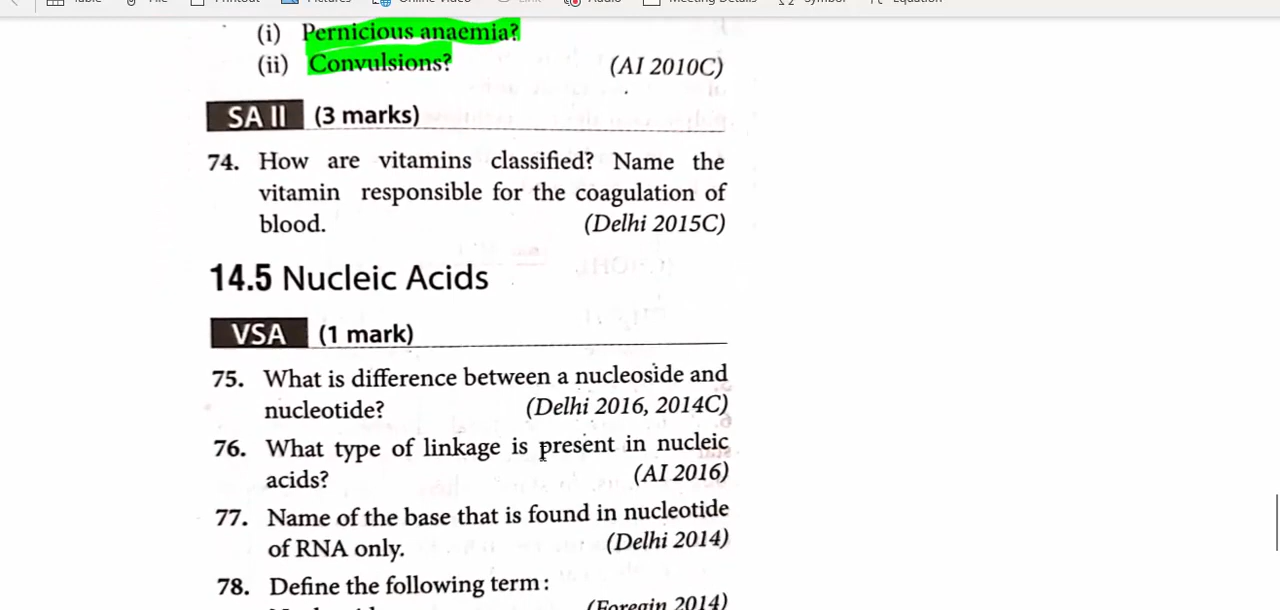 (i) Pernicious anaemia?
(ii) Convulsions? (AI 2010C)
SA II (3 marks)
74. How are vitamins classified? Name the
vitamin responsible for the coagulation of
blood. (Delhi 2015C)
14.5 Nucleic Acids
VSA (1 mark)
75. What is difference between a nucleoside and
nucleotide? (Delhi 2016, 2014C)
76. What type of linkage is present in nucleic
acids? (AI 2016)
77. Name of the base that is found in nucleotide
of RNA only. (Delhi 2014)
78. Define the following term :
(Foregin 2014)